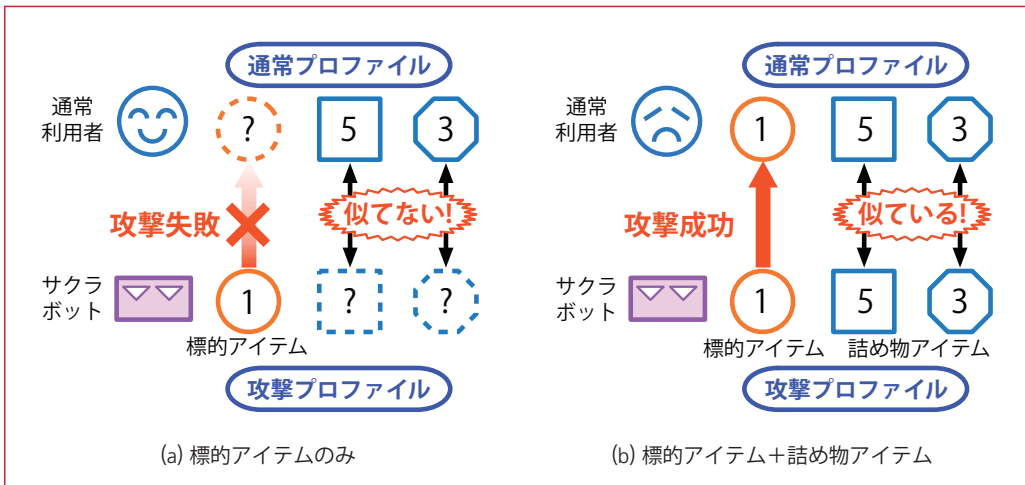 通常プロファイル
通常
利用者
?
5
3
攻撃失敗
似てない!
サクラ
ボット
1
?
?
標的アイテム
攻撃プロファイル
(a) 標的アイテムのみ
通常プロファイル
通常
利用者
1
5
3
攻撃成功
似ている!
サクラ
ボット
1
5
3
標的アイテム
詰め物アイテム
攻撃プロファイル
(b) 標的アイテム+詰め物アイテム